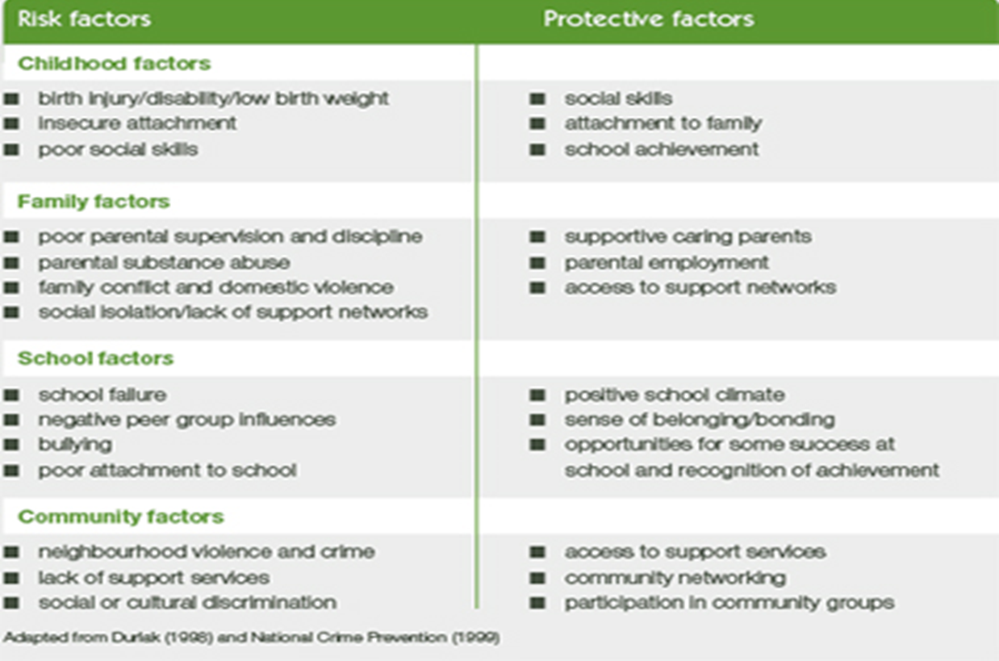 Risk factors
Protective factors
Childhood factors
■ birth injury/disability/low birth weight
■ insecure attachment
■ poor social skills
■ social skills
■ attachment to family
■ school achievement
Family factors
■ poor parental supervision and discipline
■ parental substance abuse
■ family conflict and domestic violence
■ social isolation/lack of support networks
■ supportive caring parents
■ parental employment
■ access to support networks
School factors
■ school failure
■ negative peer group influences
■ bullying
■ poor attachment to school
■ positive school climate
■ sense of belonging/bonding
■ opportunities for some success at
school and recognition of achievement
Community factors
■ neighbourhood violence and crime
■ lack of support services
■ social or cultural discrimination
■ access to support services
■ community networking
■ participation in community groups
Adapted from Durlak (1998) and National Crime Prevention (1999)